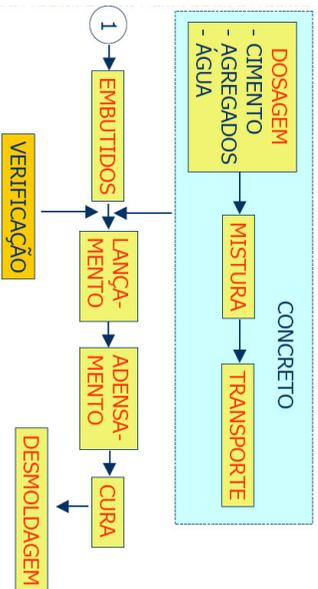 CONCRETO
DOSAGEM
- CIMENTO
- AGREGADOS
- ÁGUA
MISTURA
TRANSPORTE
1
EMBUTIDOS
LANÇA-
MENTO
ADENSA-
MENTO
CURA
VERIFICAÇÃO
DESMOLDAGEM